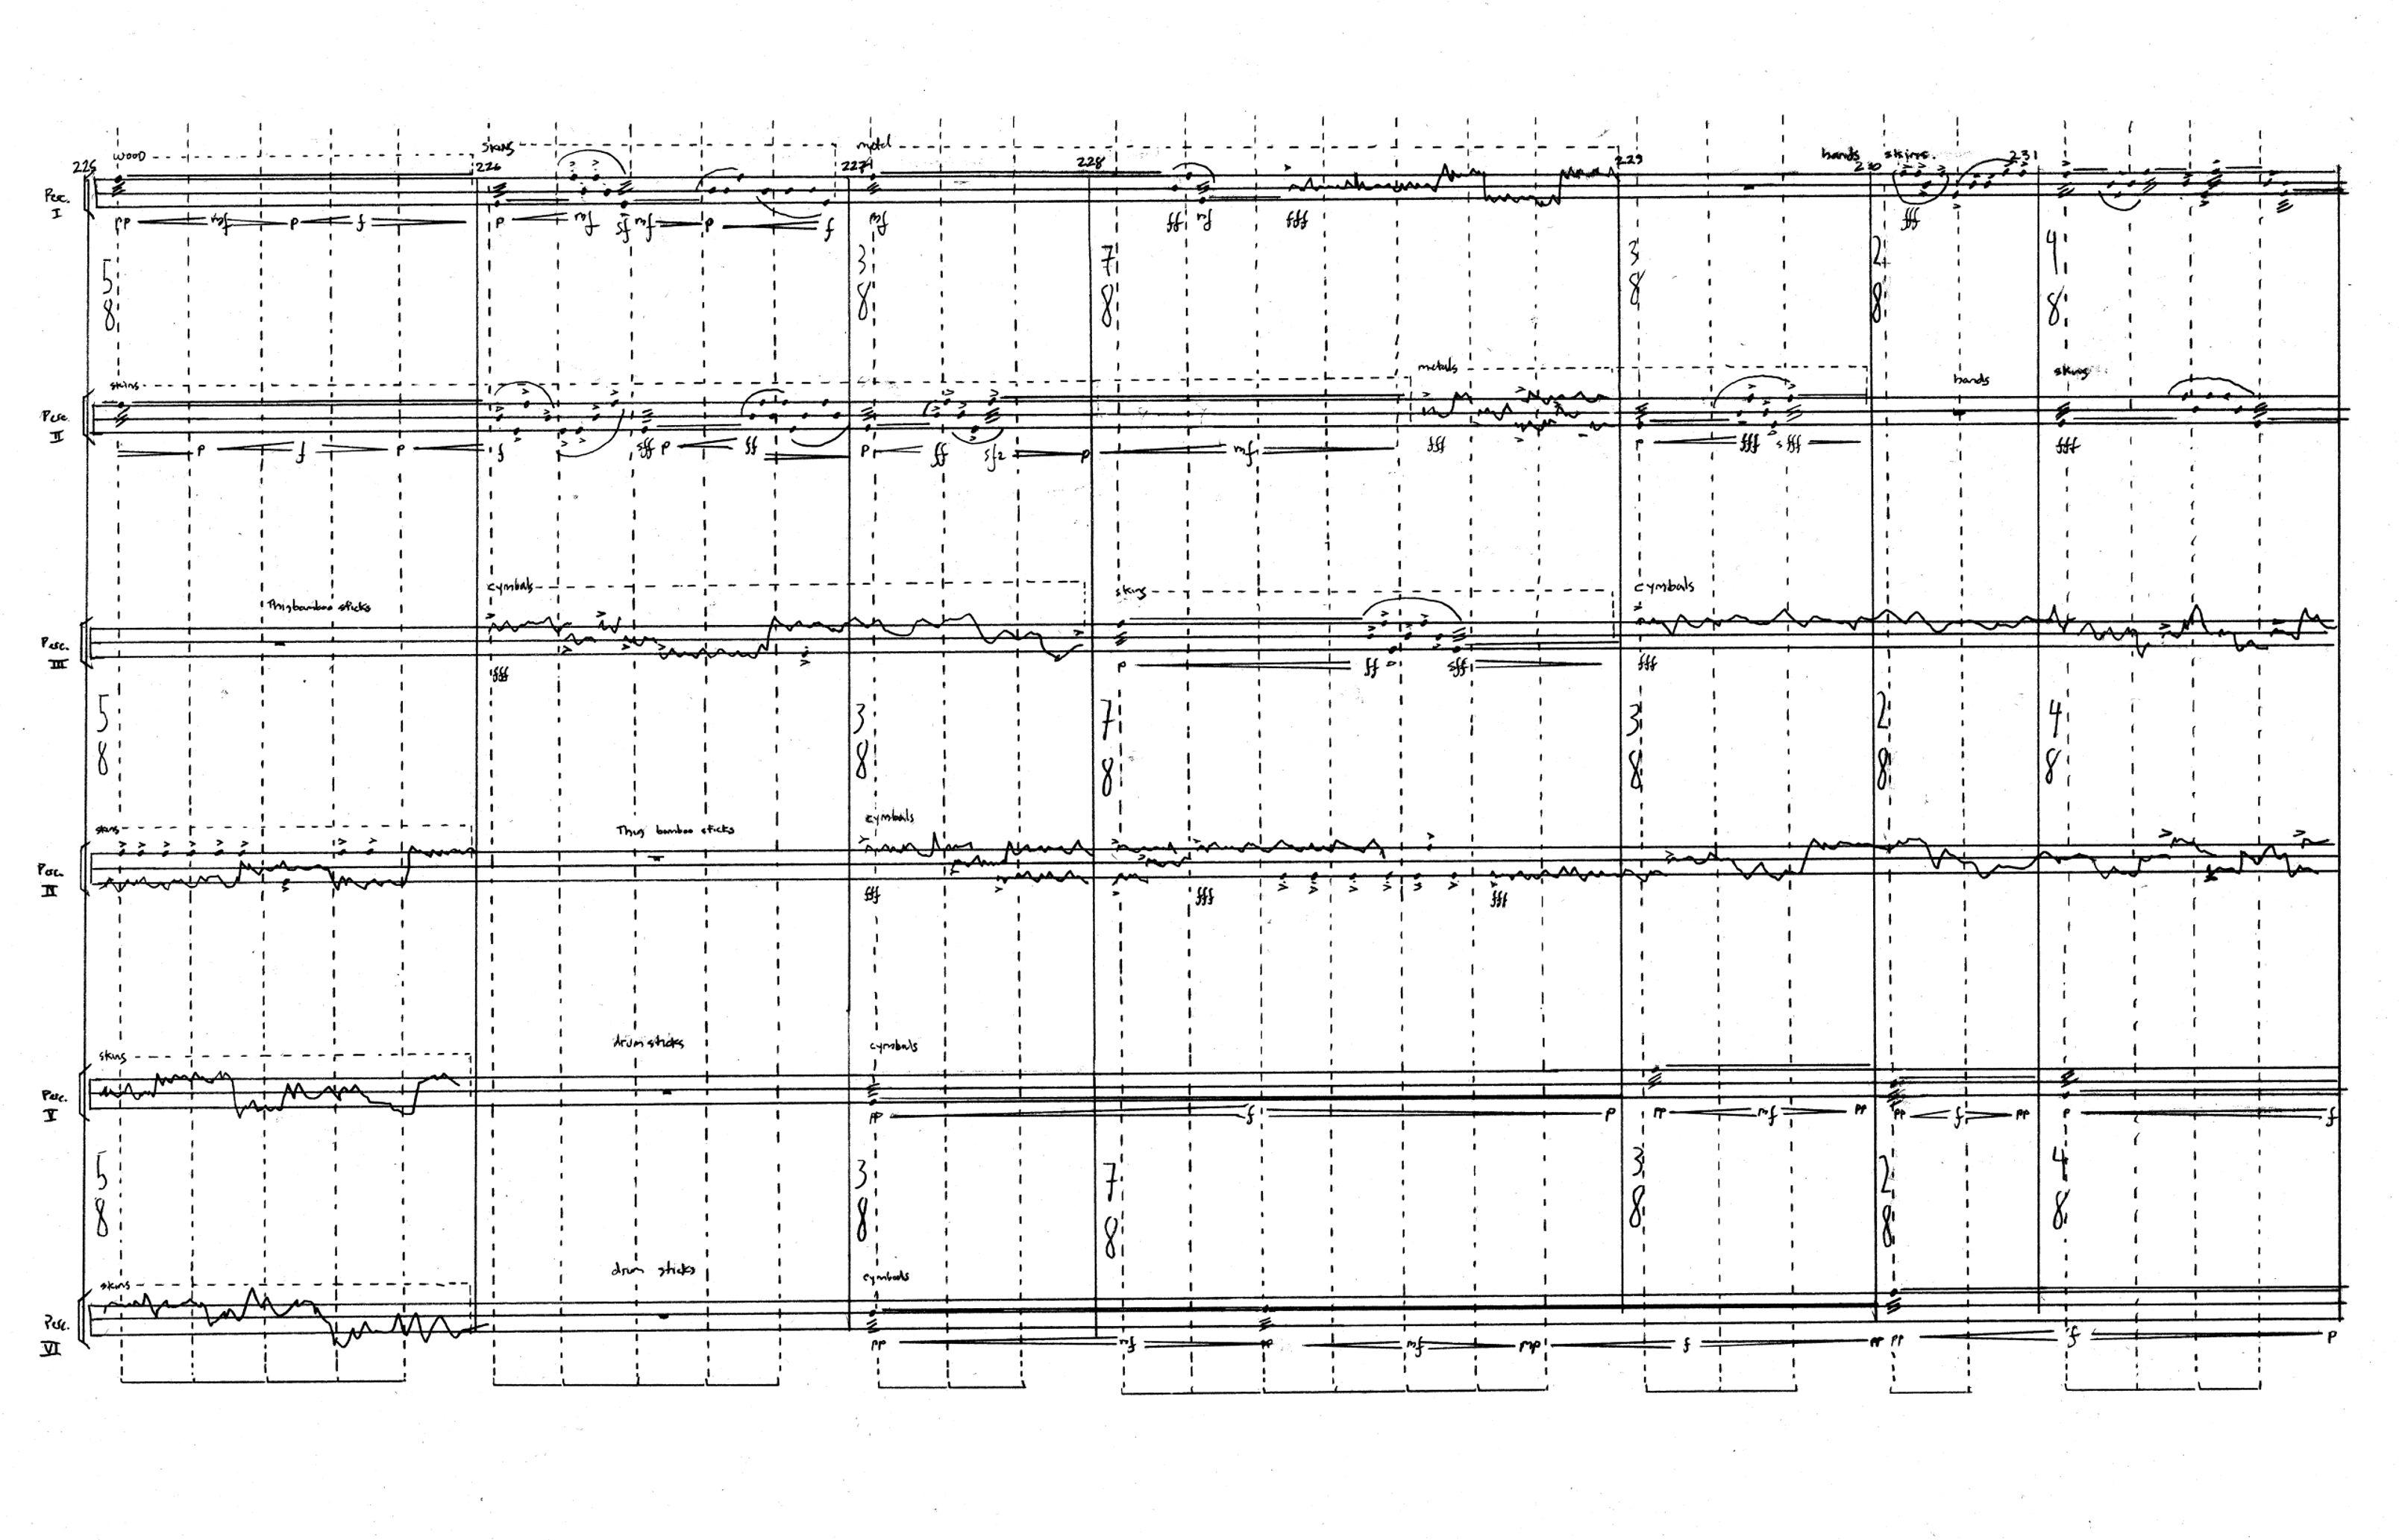 225 wood 226 skins 227 metal 228 229 hands 230 skins. 231
Perc. I
pp mf p f p mf sfz mf p f mf ff mf fff fff
5 8 3 8 7 8 3 8 2 8 4 8
skins metals hands skins
Perc. II
p f p f sff p ff p ff sfz p mf fff p fff sfff fff
Thin bamboo sticks cymbals skins cymbals
Perc. III
fff p ff sff fff
5 8 3 8 7 8 3 8 2 8 4 8
skins Thin bamboo sticks cymbals
Perc. IV
fff fff fff
skins drum sticks cymbals
Perc. V
pp f p pp mf pp pp f pp p f
5 8 3 8 7 8 3 8 2 8 4 8
skins drum sticks cymbals
Perc. VI
pp mf pp mf mp f pp pp f p